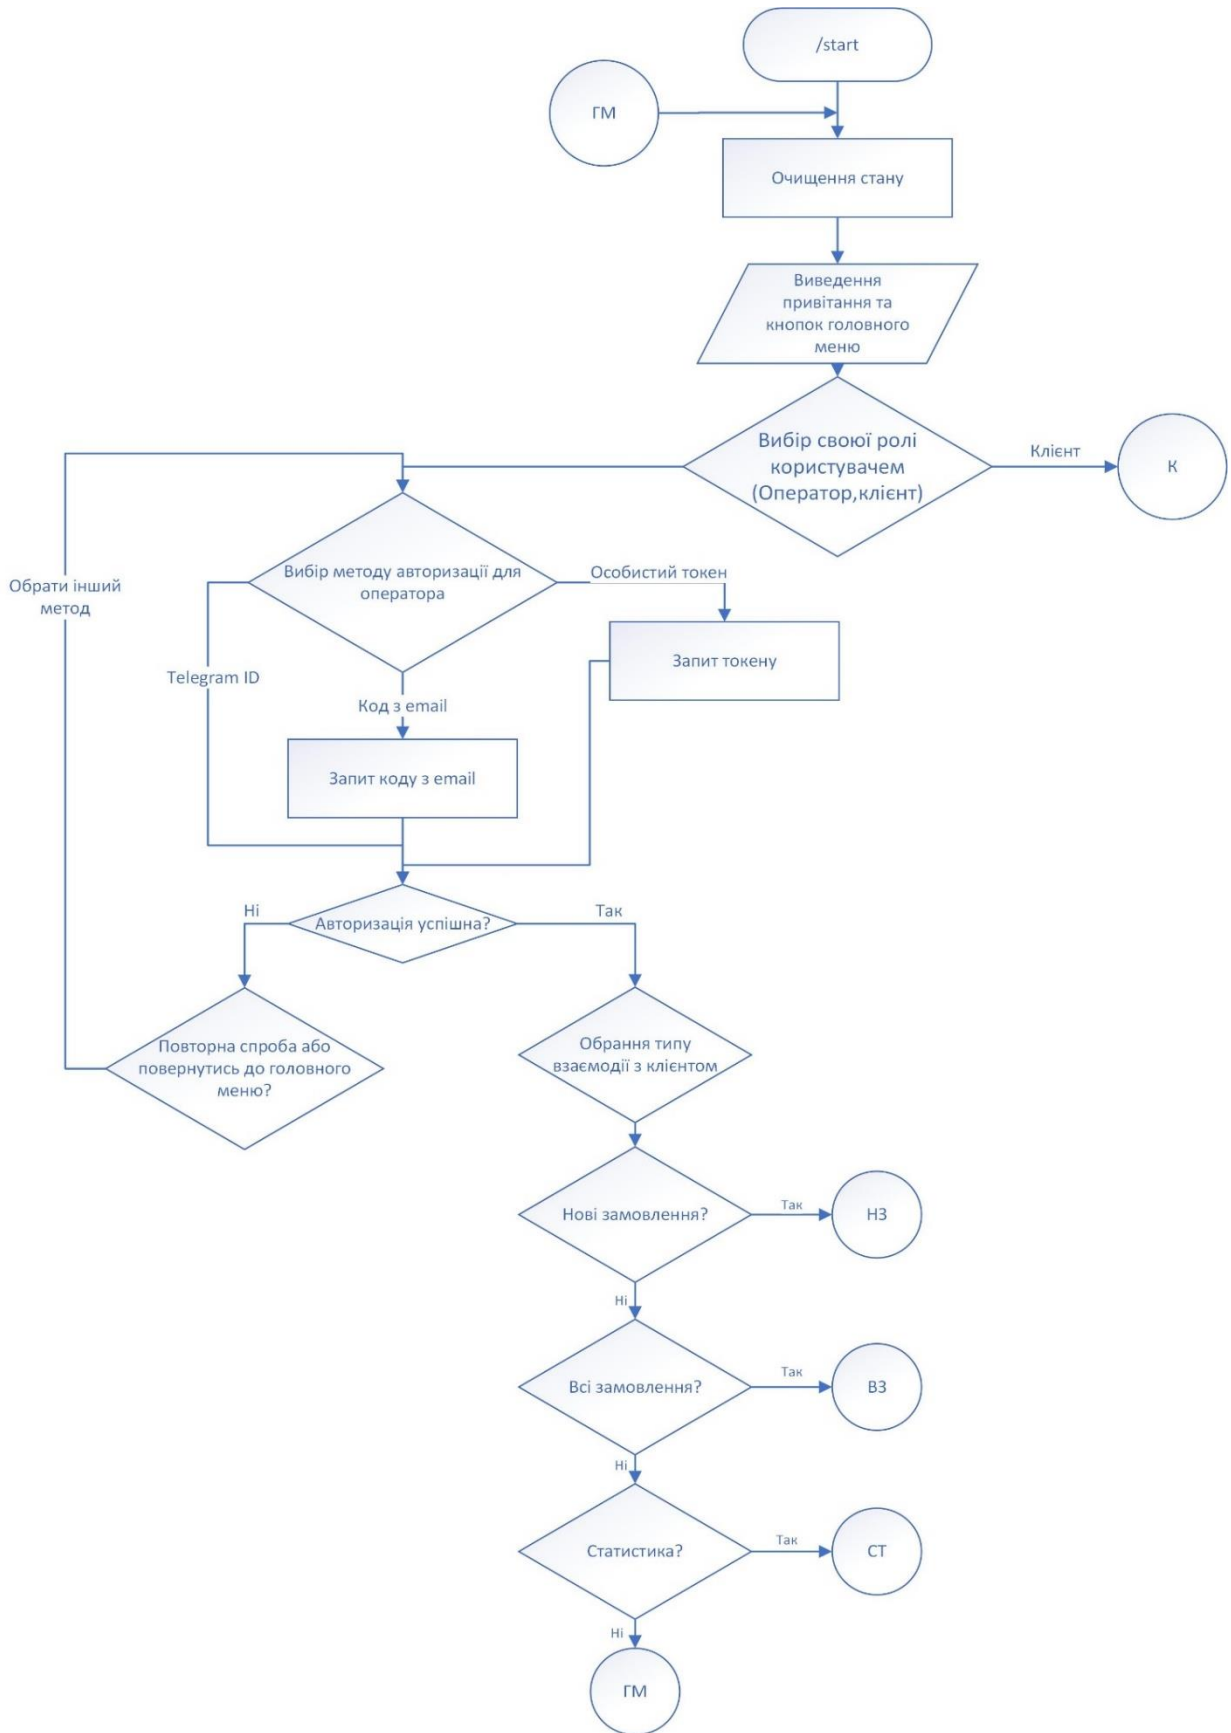 /start
ГМ
Очищення стану
Виведення
привітання та
кнопок головного
меню
Вибір свої ролі
користувачем
(Оператор,клієнт)
Клієнт
К
Вибір методу авторизації для
оператора
Особистий токен
Обрати інший
метод
Запит токену
Telegram ID
Код з email
Запит коду з email
Ні
Авторизація успішна?
Так
Повторна спроба або
повернутись до головного
меню?
Обрання типу
взаємодії з клієнтом
Нові замовлення?
Так
НЗ
Ні
Всі замовлення?
Так
ВЗ
Ні
Статистика?
Так
СТ
Ні
ГМ